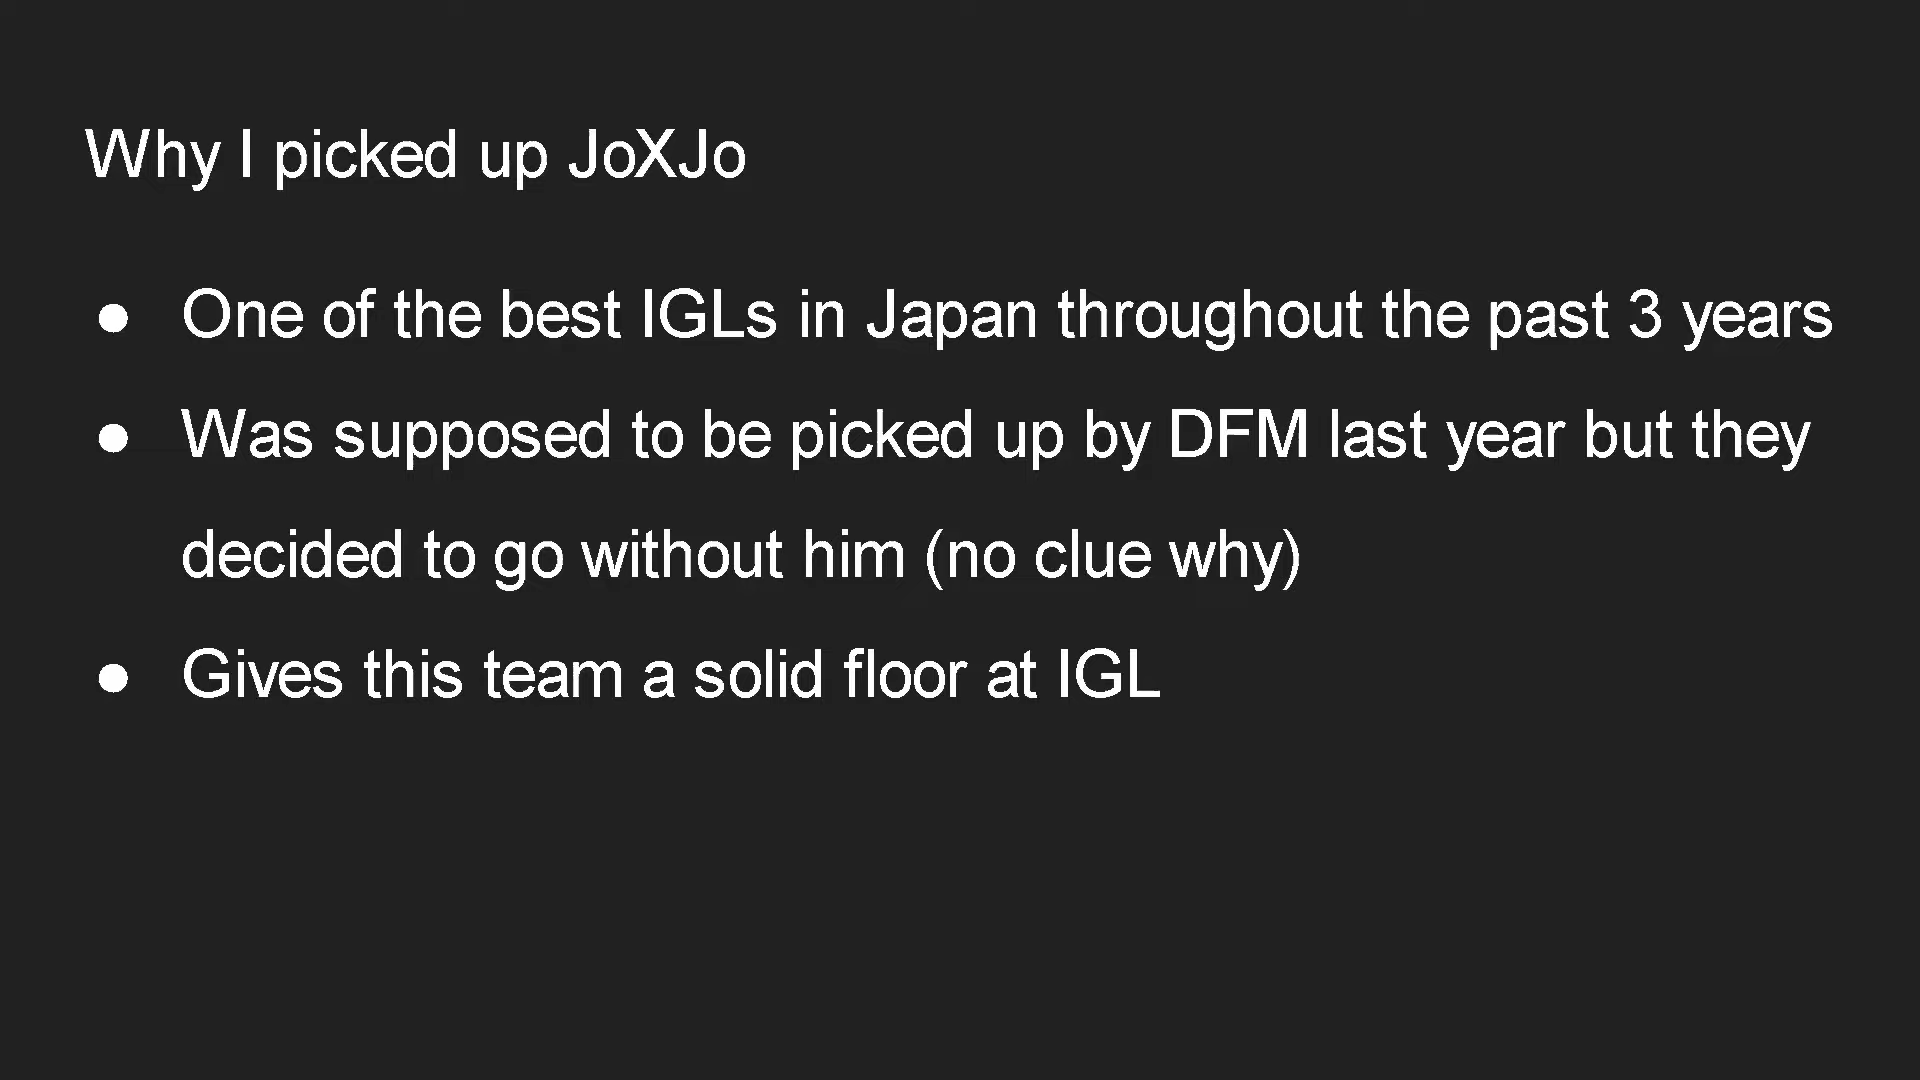 Why I picked up JoXJo
● One of the best IGLs in Japan throughout the past 3 years
● Was supposed to be picked up by DFM last year but they
decided to go without him (no clue why)
● Gives this team a solid floor at IGL